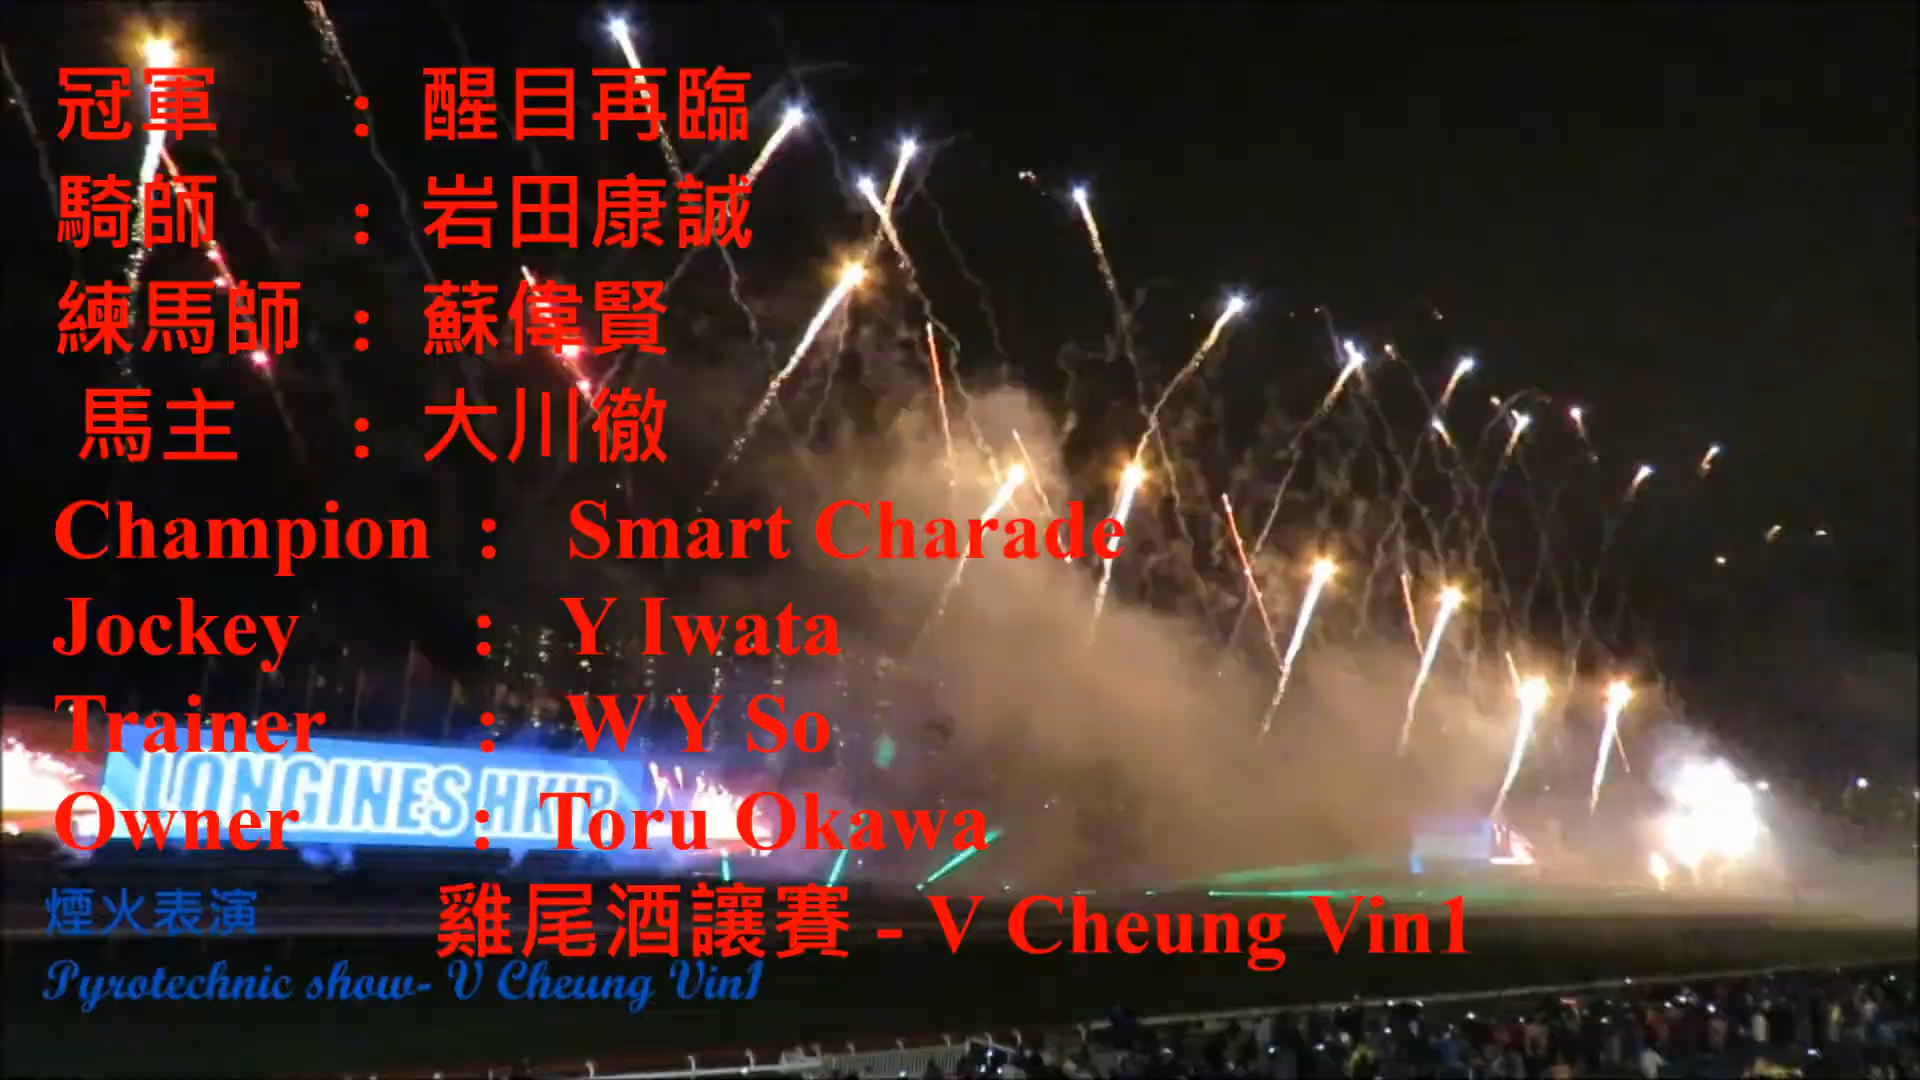 冠軍 : 醒目再臨
騎師 : 岩田康誠
練馬師 : 蘇偉賢
馬主 : 大川徹
Champion : Smart Charade
Jockey : Y Iwata
Trainer : W Y So
LONGINES HKIR
Owner : Toru Okawa
煙火表演
雞尾酒讓賽 - V Cheung Vin1
Pyrotechnic show- V Cheung Vin1